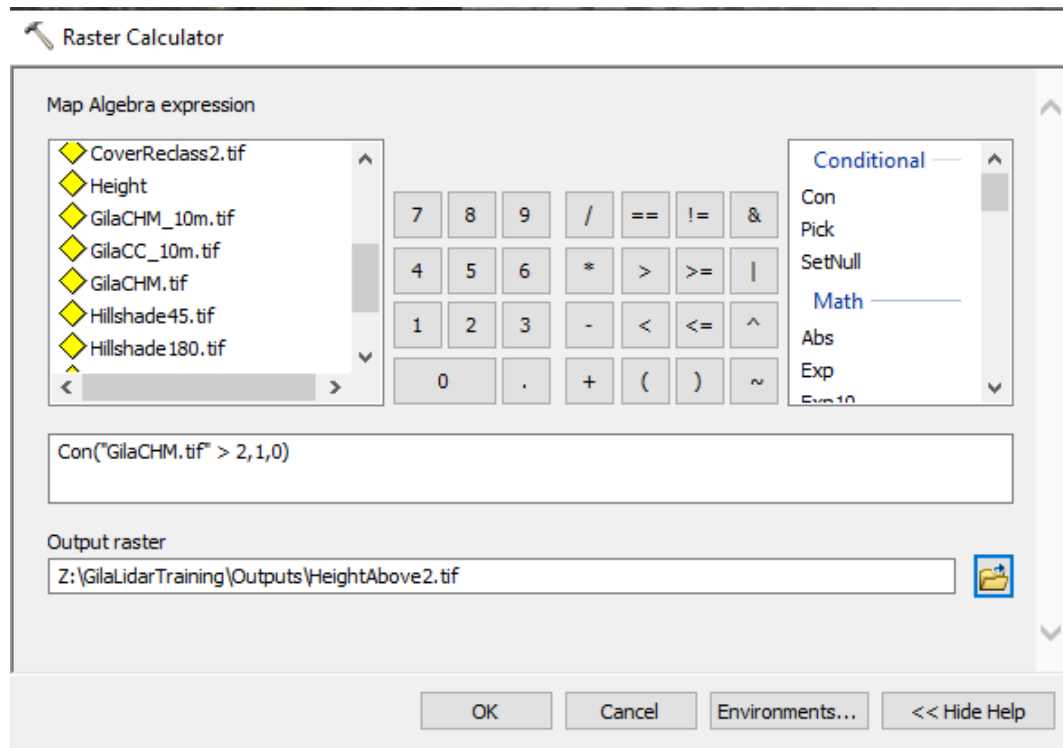 Raster Calculator
Map Algebra expression
CoverReclass2.tif
Height
GilaCHM_10m.tif
GilaCC_10m.tif
GilaCHM.tif
Hillshade45.tif
Hillshade180.tif
7 8 9 / == != &
4 5 6 * > >= |
1 2 3 - < <= ^
0 . + ( ) ~
Conditional
Con
Pick
SetNull
Math
Abs
Exp
Exp10
Con("GilaCHM.tif" > 2,1,0)
Output raster
Z:\GilaLidarTraining\Outputs\HeightAbove2.tif
OK Cancel Environments... << Hide Help